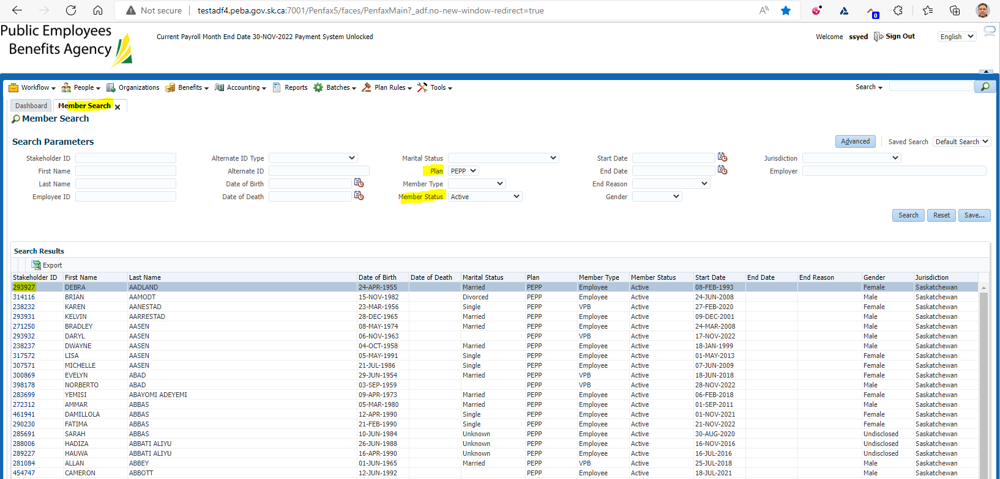 Not secure testadf4.peba.gov.sk.ca:7001/Penfax5/faces/PenfaxMain?_adf.no-new-window-redirect=true A 0
Public Employees
Benefits Agency
Current Payroll Month End Date 30-NOV-2022 Payment System Unlocked
Welcome ssyed Sign Out English
Workflow People Organizations Benefits Accounting Reports Batches Plan Rules Tools Search
Dashboard Member Search
Member Search
Search Parameters Advanced Saved Search Default Search
Stakeholder ID Alternate ID Type Marital Status Start Date Jurisdiction
First Name Alternate ID Plan PEPP End Date Employer
Last Name Date of Birth Member Type End Reason
Employee ID Date of Death Member Status Active Gender
Search Reset Save...
Search Results
Export
Stakeholder ID First Name Last Name Date of Birth Date of Death Marital Status Plan Member Type Member Status Start Date End Date End Reason Gender Jurisdiction
293927 DEBRA AADLAND 24-APR-1955 Married PEPP Employee Active 08-FEB-1993 Female Saskatchewan
314116 BRIAN AAMODT 15-NOV-1982 Divorced PEPP Employee Active 24-JUN-2008 Male Saskatchewan
238232 KAREN AANESTAD 23-MAR-1956 Single PEPP VPB Active 27-FEB-2020 Female Saskatchewan
293931 KELVIN AARRESTAD 28-DEC-1965 Married PEPP Employee Active 09-DEC-2001 Male Saskatchewan
271250 BRADLEY AASEN 08-MAY-1974 Married PEPP Employee Active 24-MAR-2008 Male Saskatchewan
293932 DARYL AASEN 06-NOV-1963 PEPP VPB Active 17-NOV-2022 Male Saskatchewan
238237 DWAYNE AASEN 04-OCT-1958 Married PEPP Employee Active 18-JAN-1999 Male Saskatchewan
317572 LISA AASEN 05-MAY-1991 Single PEPP Employee Active 01-MAY-2013 Female Saskatchewan
307571 MICHELLE AASEN 21-JUL-1986 Single PEPP Employee Active 07-JUN-2009 Female Saskatchewan
300869 EVELYN ABAD 29-JUN-1954 Married PEPP VPB Active 18-JUN-2018 Female Saskatchewan
398178 NORBERTO ABAD 03-SEP-1959 PEPP VPB Active 28-NOV-2022 Male Saskatchewan
283699 YEMISI ABAYOMI ADEYEMI 09-APR-1973 Married PEPP Employee Active 06-FEB-2018 Female Saskatchewan
272312 AMMAR ABBAS 05-MAR-1980 Married PEPP Employee Active 01-SEP-2011 Male Saskatchewan
461941 DAMILLOLA ABBAS 12-APR-1990 Single PEPP Employee Active 01-NOV-2021 Female Saskatchewan
290230 FATIMA ABBAS 21-FEB-1990 Single PEPP Employee Active 21-NOV-2022 Female Saskatchewan
285691 SARAH ABBAS 10-JUN-1984 Unknown PEPP Employee Active 30-AUG-2020 Undisclosed Saskatchewan
288006 HADIZA ABBATI ALIYU 26-JUN-1988 Unknown PEPP Employee Active 16-NOV-2016 Undisclosed Saskatchewan
289227 HAUWA ABBATI ALIYU 16-APR-1990 Unknown PEPP Employee Active 16-JUL-2016 Undisclosed Saskatchewan
281084 ALLAN ABBEY 01-JUN-1965 Married PEPP VPB Active 25-JUL-2018 Male Saskatchewan
454747 CAMERON ABBOTT 12-JUN-1992 PEPP Employee Active 18-JUL-2021 Male Saskatchewan